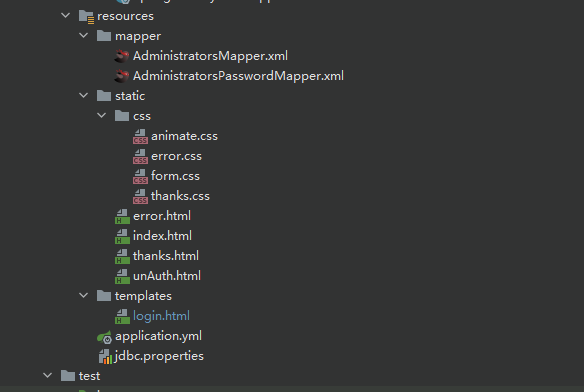 resources
mapper
AdministratorsMapper.xml
AdministratorsPasswordMapper.xml
static
css
animate.css
error.css
form.css
thanks.css
error.html
index.html
thanks.html
unAuth.html
templates
login.html
application.yml
jdbc.properties
test